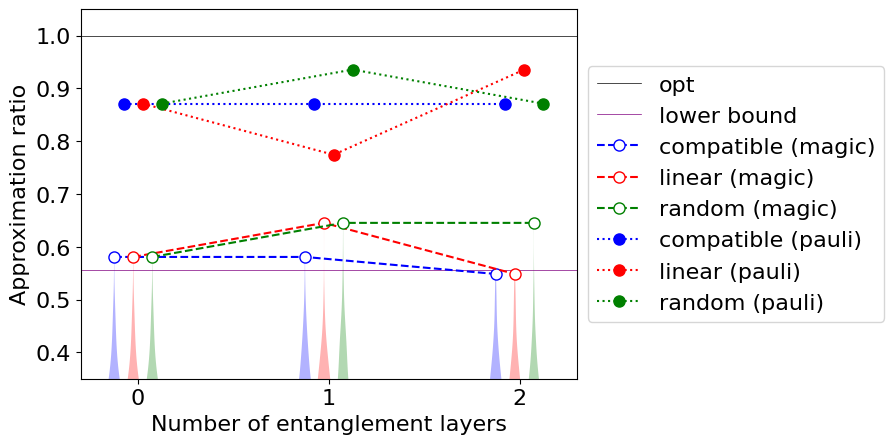 1.0
0.9
0.8
0.7
0.6
0.5
0.4
Approximation ratio
0 1 2
Number of entanglement layers
opt
lower bound
compatible (magic)
linear (magic)
random (magic)
compatible (pauli)
linear (pauli)
random (pauli)